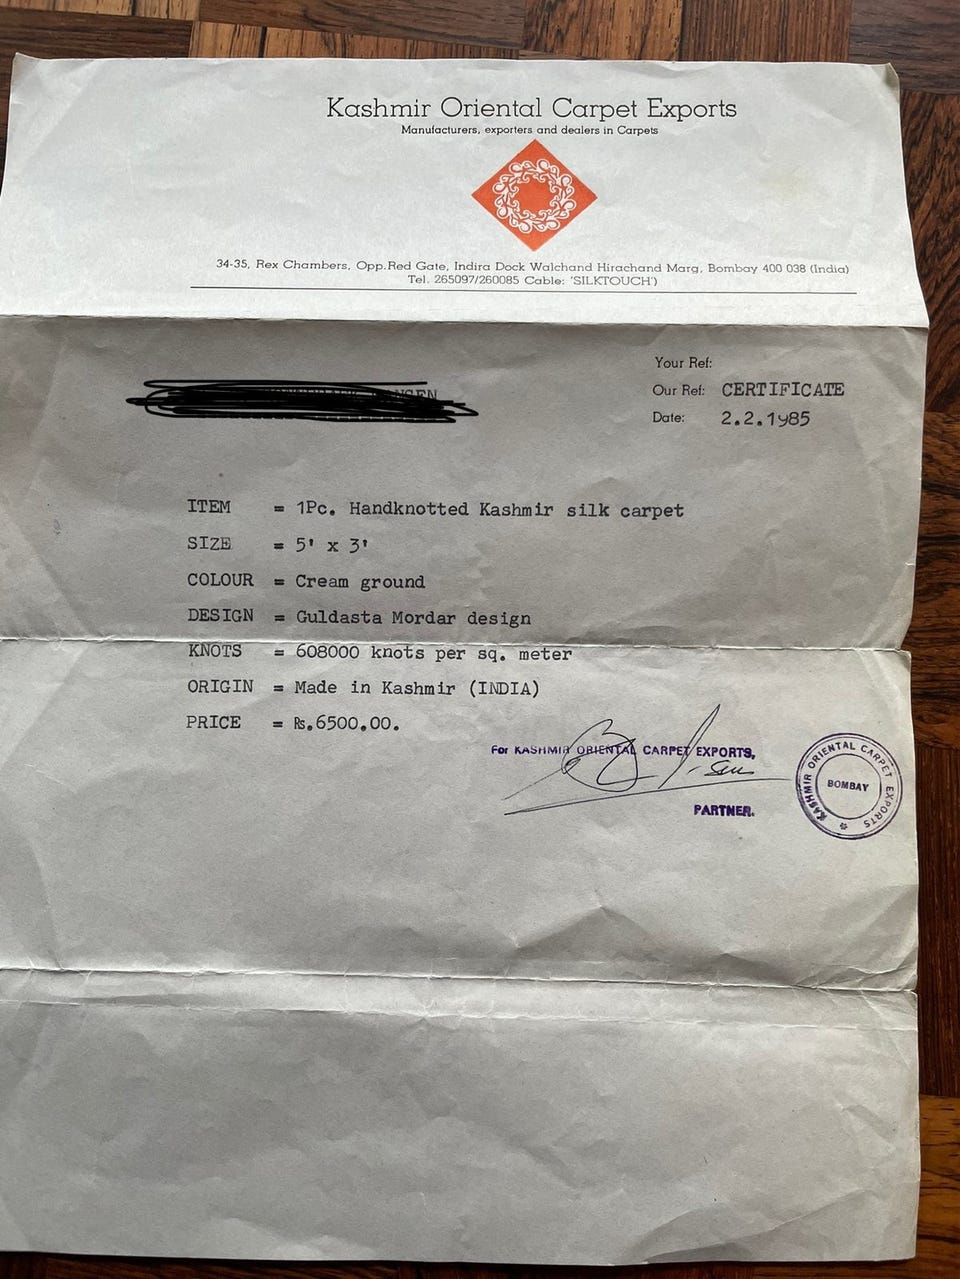 Kashmir Oriental Carpet Exports
Manufacturers, exporters and dealers in Carpets
34-35, Rex Chambers, Opp.Red Gate, Indira Dock Walchand Hirachand Marg, Bombay 400 038 (India)
Tel. 265097/260085 Cable: 'SILKTOUCH')
Your Ref:
Our Ref: CERTIFICATE
Date: 2.2.1985
ITEM = 1Pc. Handknotted Kashmir silk carpet
SIZE = 5' x 3'
COLOUR = Cream ground
DESIGN = Guldasta Mordar design
KNOTS = 608000 knots per sq. meter
ORIGIN = Made in Kashmir (INDIA)
PRICE = Rs.6500.00.
For KASHMIR ORIENTAL CARPET EXPORTS,
PARTNER.
KASHMIR ORIENTAL CARPET EXPORTS
BOMBAY